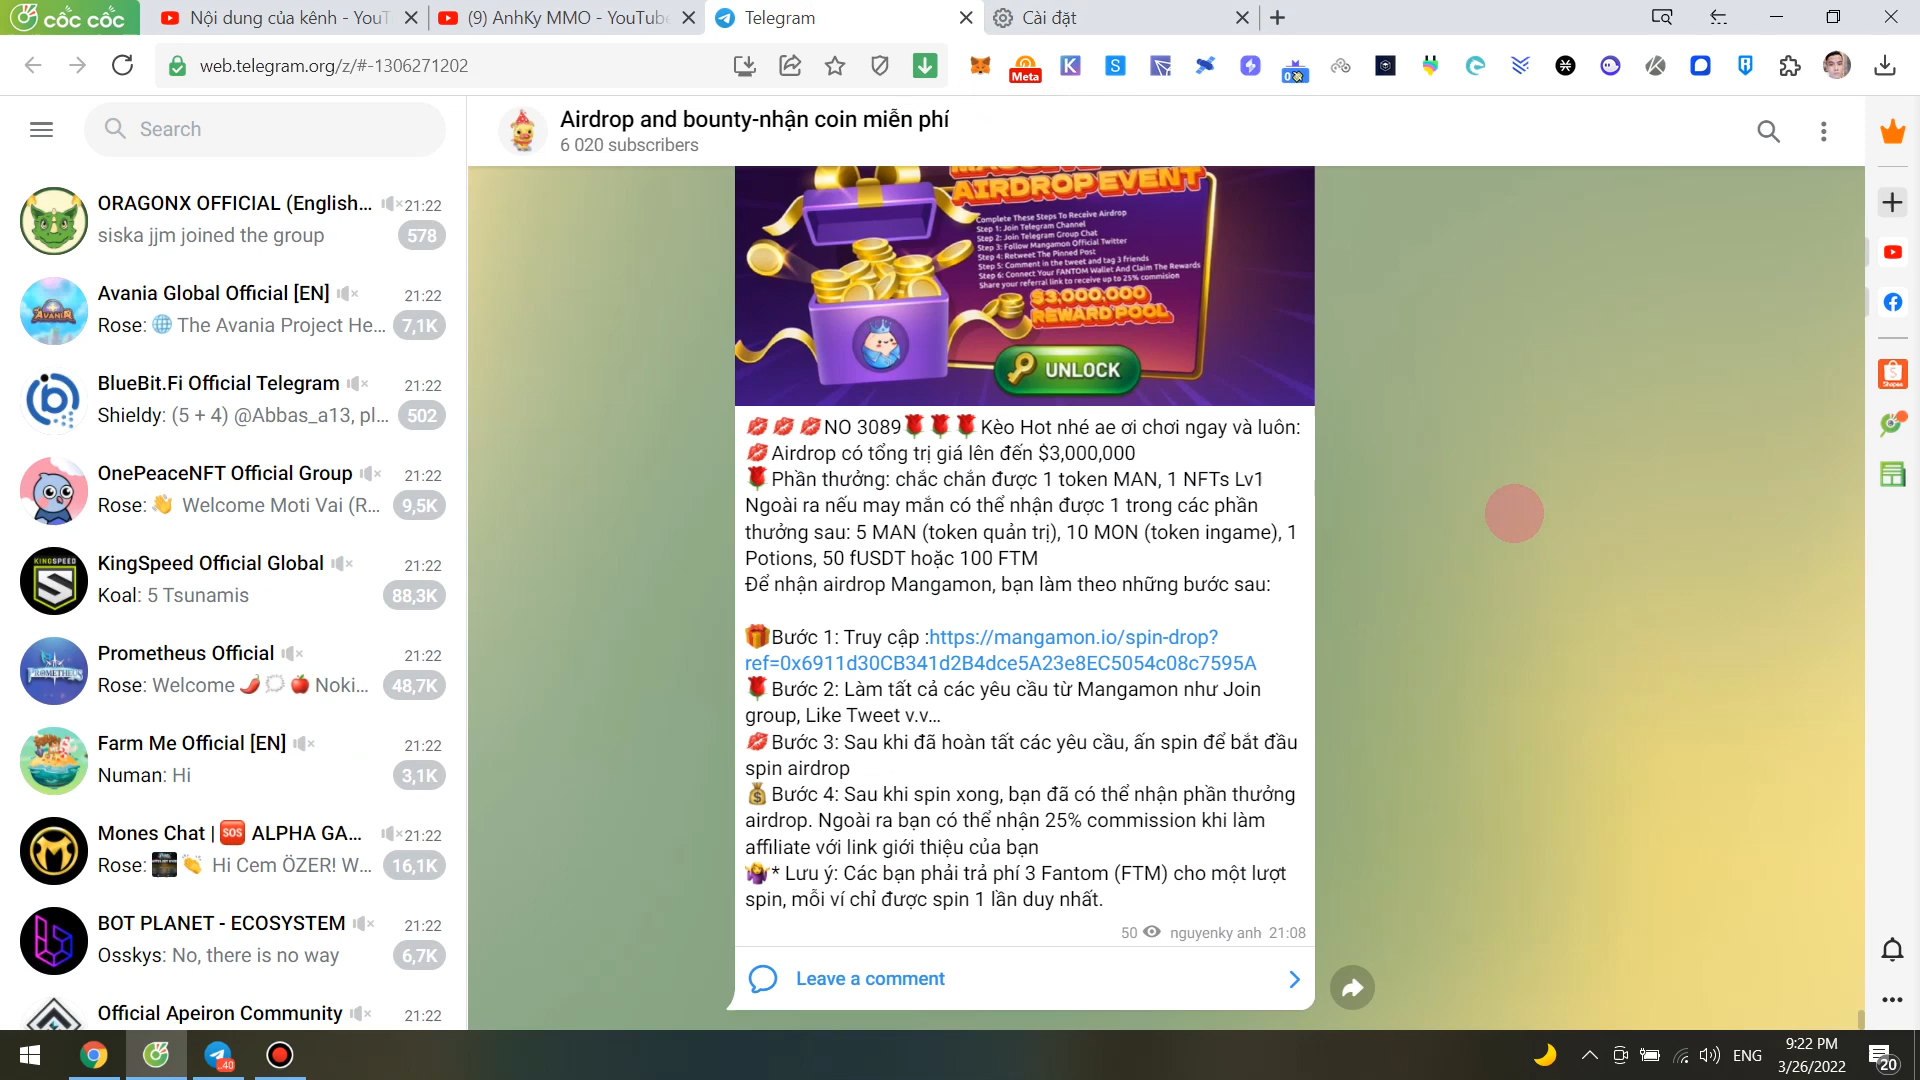 cốc cốc
Nội dung của kênh - YouT
(9) AnhKy MMO - YouTube
Telegram
Cài đặt
web.telegram.org/z/#-1306271202
Meta
Search
Airdrop and bounty-nhận coin miễn phí
6 020 subscribers
ORAGONX OFFICIAL (English... 21:22
siska jjm joined the group 578
Avania Global Official [EN] 21:22
Rose: 🌐 The Avania Project He... 7,1K
BlueBit.Fi Official Telegram 21:22
Shieldy: (5 + 4) @Abbas_a13, pl... 502
OnePeaceNFT Official Group 21:22
Rose: 👋 Welcome Moti Vai (R... 9,5K
KingSpeed Official Global 21:22
Koal: 5 Tsunamis 88,3K
Prometheus Official 21:22
Rose: Welcome 🌶️💭🍎 Noki... 48,7K
Farm Me Official [EN] 21:22
Numan: Hi 3,1K
Mones Chat | 🆘 ALPHA GA... 21:22
Rose: 👏 Hi Cem ÖZER! W... 16,1K
BOT PLANET - ECOSYSTEM 21:22
Osskys: No, there is no way 6,7K
Official Apeiron Community 21:22
AIRDROP EVENT
Complete These Steps To Receive Airdrop
Step 1: Join Telegram Channel
Step 2: Join Telegram Group Chat
Step 3: Follow Mangamon Official Twitter
Step 4: Retweet The Pinned Post
Step 5: Comment in the tweet and tag 3 friends
Step 6: Connect Your FANTOM Wallet And Claim The Rewards
Share your referral link to receive up to 25% commision
$3,000,000
REWARD POOL
UNLOCK
💋💋💋NO 3089🌹🌹🌹Kèo Hot nhé ae ơi chơi ngay và luôn:
💋Airdrop có tổng trị giá lên đến $3,000,000
🌹Phần thưởng: chắc chắn được 1 token MAN, 1 NFTs Lv1
Ngoài ra nếu may mắn có thể nhận được 1 trong các phần
thưởng sau: 5 MAN (token quản trị), 10 MON (token ingame), 1
Potions, 50 fUSDT hoặc 100 FTM
Để nhận airdrop Mangamon, bạn làm theo những bước sau:
🎁Bước 1: Truy cập :https://mangamon.io/spin-drop?
ref=0x6911d30CB341d2B4dce5A23e8EC5054c08c7595A
🌹Bước 2: Làm tất cả các yêu cầu từ Mangamon như Join
group, Like Tweet v.v...
💋Bước 3: Sau khi đã hoàn tất các yêu cầu, ấn spin để bắt đầu
spin airdrop
💰Bước 4: Sau khi spin xong, bạn đã có thể nhận phần thưởng
airdrop. Ngoài ra bạn có thể nhận 25% commission khi làm
affiliate với link giới thiệu của bạn
🤷‍♀️* Lưu ý: Các bạn phải trả phí 3 Fantom (FTM) cho một lượt
spin, mỗi ví chỉ được spin 1 lần duy nhất.
50 nguyenky anh 21:08
Leave a comment
ENG
9:22 PM
3/26/2022
20